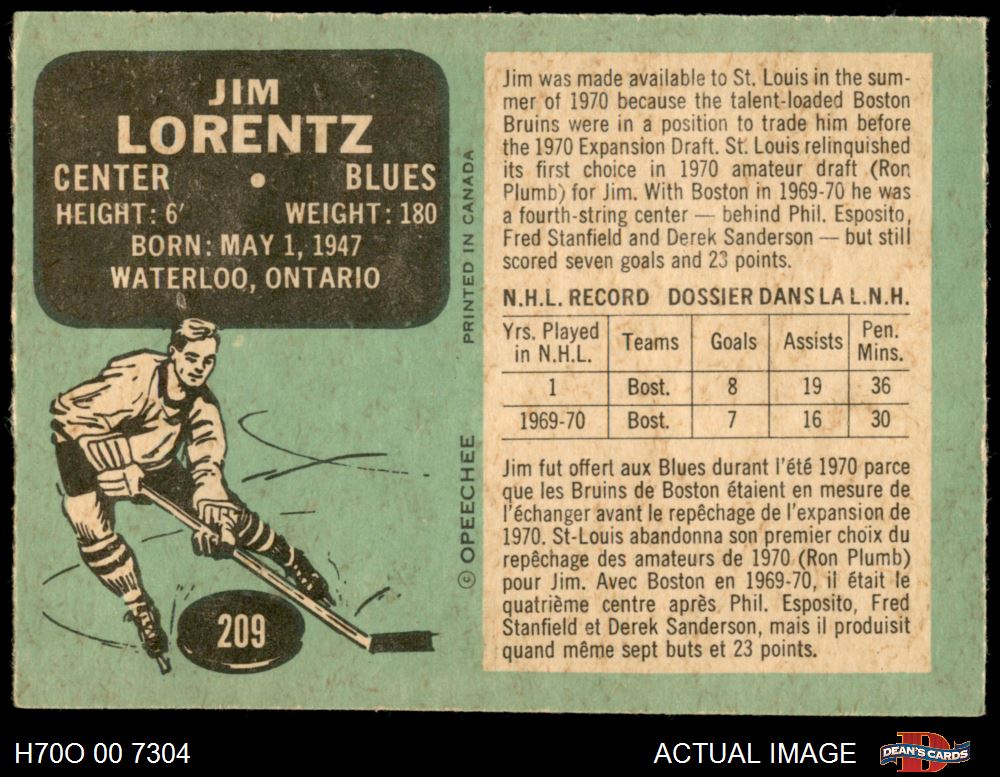 JIM
LORENTZ
CENTER • BLUES
HEIGHT: 6′ WEIGHT: 180
BORN: MAY 1, 1947
WATERLOO, ONTARIO
209
© OPEECHEE PRINTED IN CANADA
Jim was made available to St. Louis in the sum-
mer of 1970 because the talent-loaded Boston
Bruins were in a position to trade him before
the 1970 Expansion Draft. St. Louis relinquished
its first choice in 1970 amateur draft (Ron
Plumb) for Jim. With Boston in 1969-70 he was
a fourth-string center — behind Phil. Esposito,
Fred Stanfield and Derek Sanderson — but still
scored seven goals and 23 points.
N.H.L. RECORD DOSSIER DANS LA L.N.H.
Yrs. Played in N.H.L. Teams Goals Assists Pen. Mins.
1 Bost. 8 19 36
1969-70 Bost. 7 16 30
Jim fut offert aux Blues durant l'été 1970 parce
que les Bruins de Boston étaient en mesure de
l'échanger avant le repêchage de l'expansion de
1970. St-Louis abandonna son premier choix du
repêchage des amateurs de 1970 (Ron Plumb)
pour Jim. Avec Boston en 1969-70, il était le
quatrième centre après Phil. Esposito, Fred
Stanfield et Derek Sanderson, mais il produisit
quand même sept buts et 23 points.
H70O 00 7304
ACTUAL IMAGE
DEAN'S CARDS